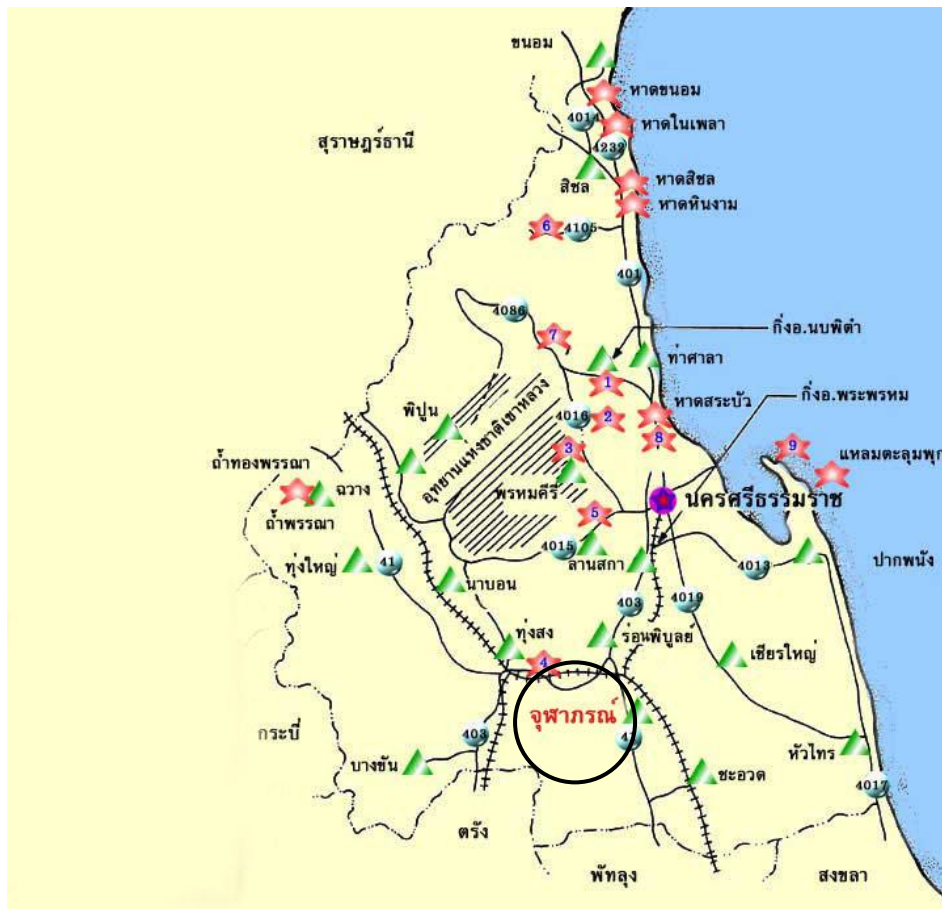 ขนอม
หาดขนอม
4014
หาดในเพลา
สุราษฎร์ธานี
4232
สิชล
หาดสิชล
หาดหินงาม
6
4105
401
4086
กิ่งอ.นบพิตำ
7
ท่าศาลา
1
กิ่งอ.พระพรหม
พิปูน
อุทยานแห่งชาติเขาหลวง
4016
2
หาดสระบัว
8
9
3
แหลมตะลุมพุก
ถ้ำทองพรรณา
ฉวาง
พรหมคีรี
นครศรีธรรมราช
ถ้ำพรรณา
5
4015
ทุ่งใหญ่
41
ลานสกา
4013
ปากพนัง
นาบอน
403
4019
ทุ่งสง
ร่อนพิบูลย์
4
เชียรใหญ่
จุฬาภรณ์
กระบี่
403
41
หัวไทร
บางขัน
ชะอวด
4017
ตรัง
พัทลุง
สงขลา